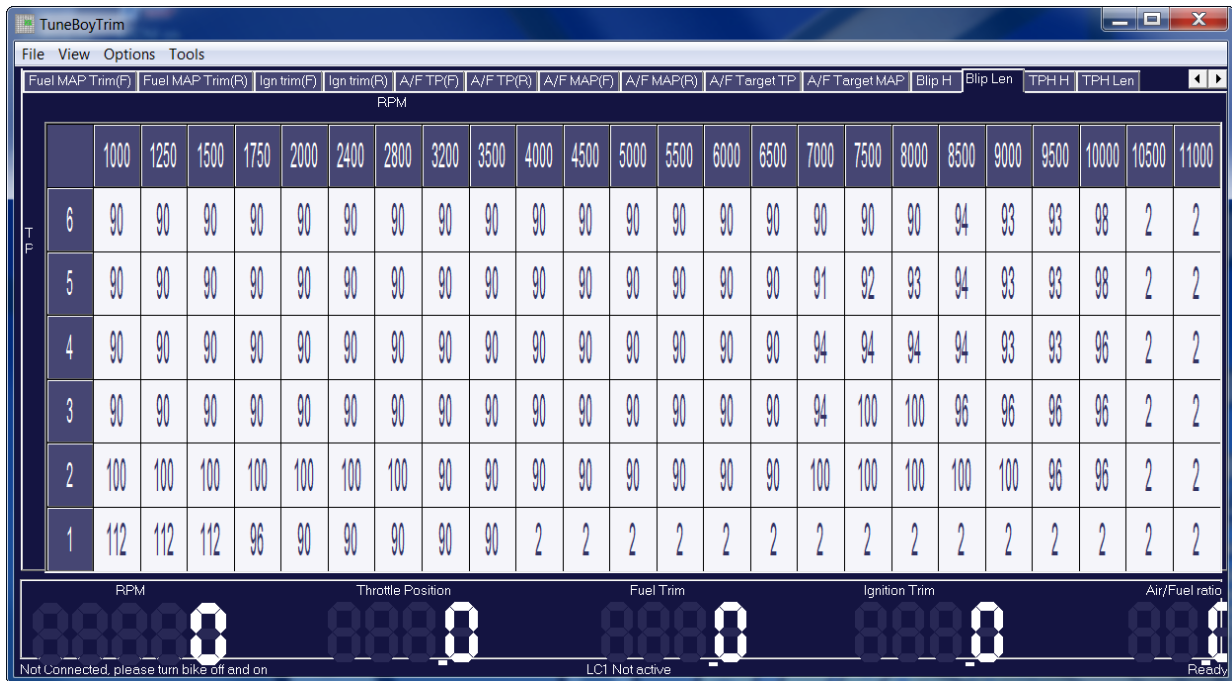 TuneBoyTrim
File View Options Tools
Fuel MAP Trim(F) Fuel MAP Trim(R) Ign trim(F) Ign trim(R) A/F TP(F) A/F TP(R) A/F MAP(F) A/F MAP(R) A/F Target TP A/F Target MAP Blip H Blip Len TPH H TPH Len
RPM
1000 1250 1500 1750 2000 2400 2800 3200 3500 4000 4500 5000 5500 6000 6500 7000 7500 8000 8500 9000 9500 10000 10500 11000
TP
6 90 90 90 90 90 90 90 90 90 90 90 90 90 90 90 90 90 90 94 93 93 98 2 2
5 90 90 90 90 90 90 90 90 90 90 90 90 90 90 90 91 92 93 94 93 93 98 2 2
4 90 90 90 90 90 90 90 90 90 90 90 90 90 90 90 94 94 94 94 93 93 96 2 2
3 90 90 90 90 90 90 90 90 90 90 90 90 90 90 90 94 100 100 96 96 96 96 2 2
2 100 100 100 100 100 100 100 90 90 90 90 90 90 90 90 100 100 100 100 100 96 96 2 2
1 112 112 112 96 90 90 90 90 90 2 2 2 2 2 2 2 2 2 2 2 2 2 2 2
RPM Throttle Position Fuel Trim Ignition Trim Air/Fuel ratio
0 .0 .0 .0
Not Connected, please turn bike off and on LC1 Not active Ready